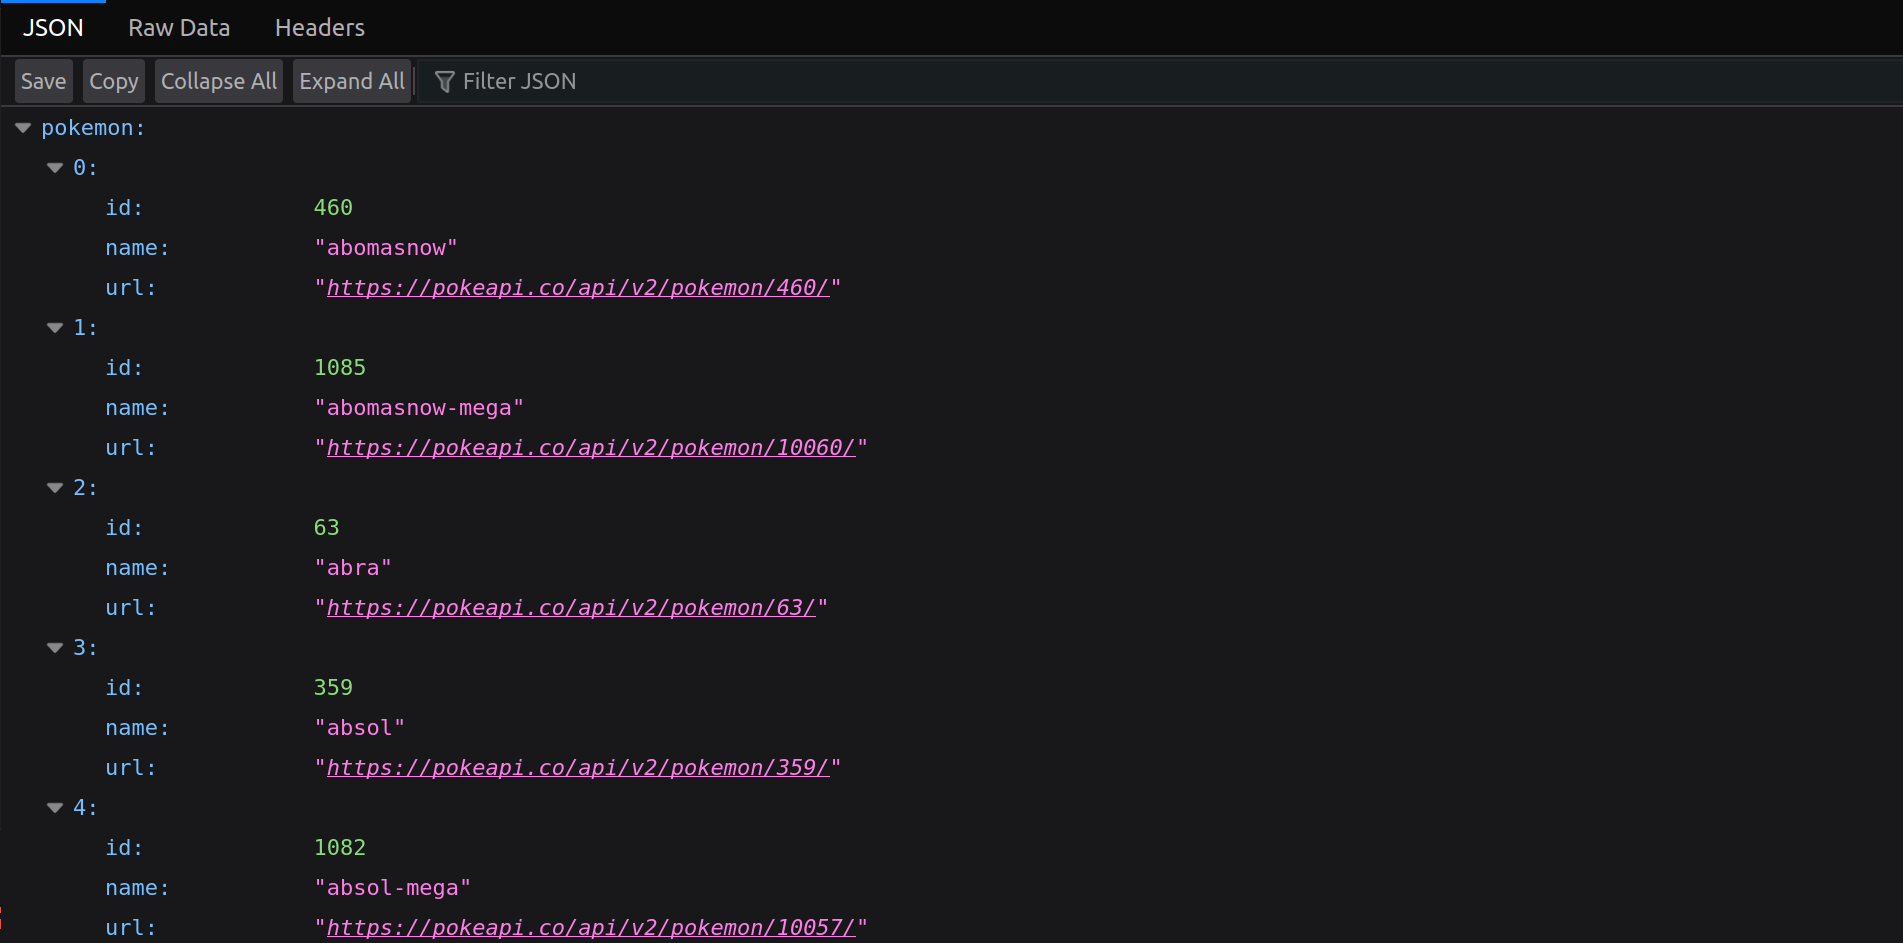 JSON Raw Data Headers
Save Copy Collapse All Expand All Filter JSON
pokemon:
0:
id: 460
name: "abomasnow"
url: "https://pokeapi.co/api/v2/pokemon/460/"
1:
id: 1085
name: "abomasnow-mega"
url: "https://pokeapi.co/api/v2/pokemon/10060/"
2:
id: 63
name: "abra"
url: "https://pokeapi.co/api/v2/pokemon/63/"
3:
id: 359
name: "absol"
url: "https://pokeapi.co/api/v2/pokemon/359/"
4:
id: 1082
name: "absol-mega"
url: "https://pokeapi.co/api/v2/pokemon/10057/"